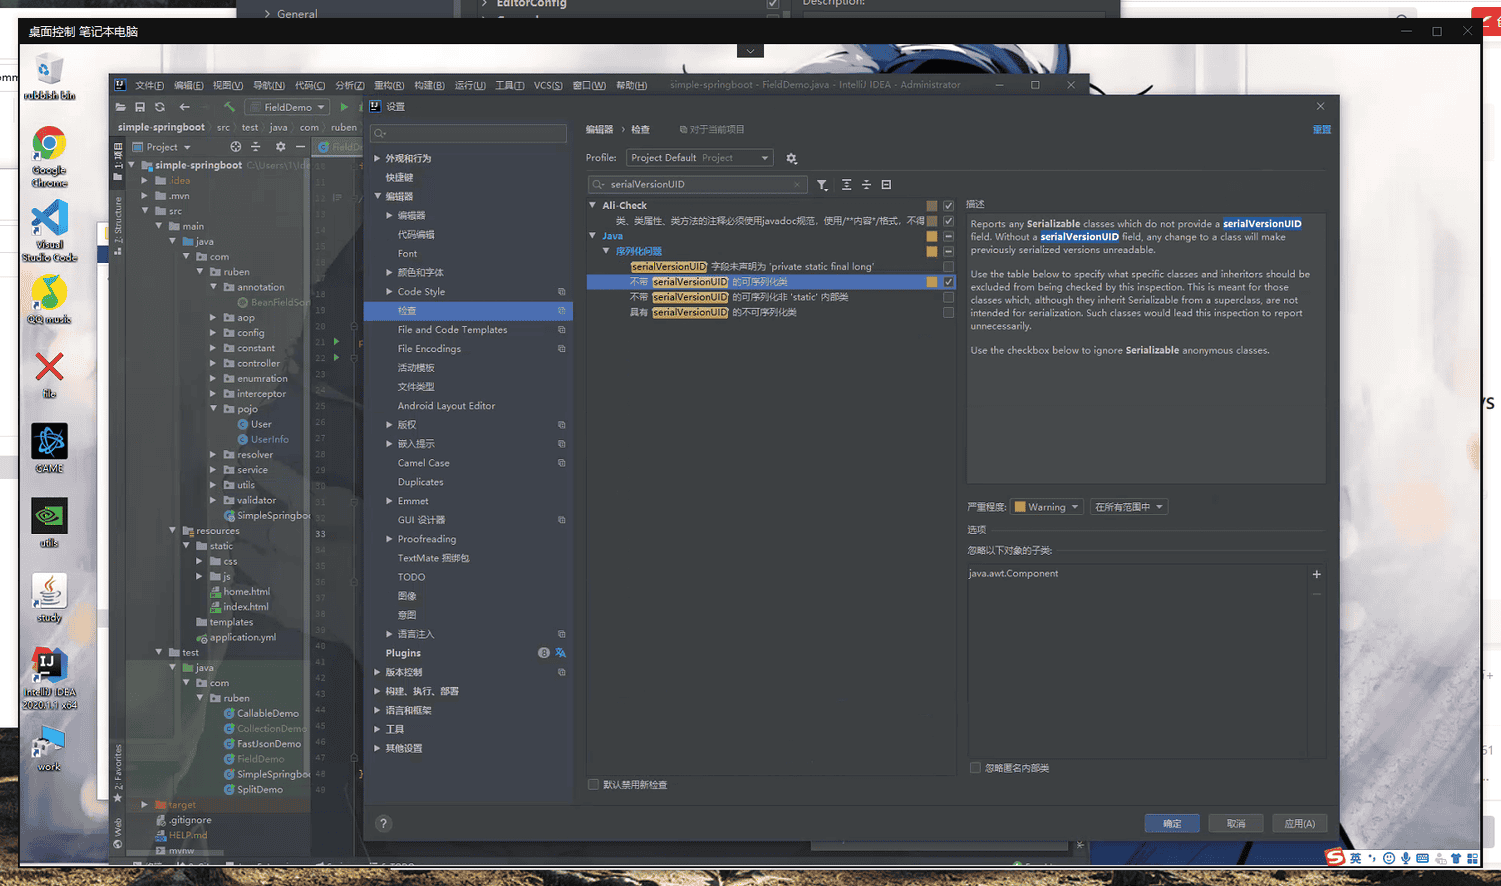 General
EditorConfig
Description:
桌面控制 笔记本电脑
rubbish bin
Google
Chrome
Visual
Studio Code
QQ music
file
GAME
utils
study
IntelliJ IDEA
2020.1.1 x64
work
文件(F) 编辑(E) 视图(V) 导航(N) 代码(C) 分析(Z) 重构(R) 构建(B) 运行(U) 工具(T) VCS(S) 窗口(W) 帮助(H) simple-springboot - FieldDemo.java - IntelliJ IDEA - Administrator
FieldDemo
simple-springboot src test java com ruben
Project
simple-springboot
.idea
.mvn
src
main
java
com
ruben
annotation
aop
config
constant
controller
enumration
interceptor
pojo
User
UserInfo
resolver
service
utils
validator
SimpleSpringboo
resources
static
css
js
home.html
index.html
templates
application.yml
test
java
com
ruben
CallableDemo
CollectionDemo
FastJsonDemo
FieldDemo
SimpleSpringboo
SplitDemo
target
.gitignore
HELP.md
mvnw
1: 项目
7: Structure
2: Favorites
Web
设置
外观和行为
快捷键
编辑器
编辑器
代码编辑
Font
颜色和字体
Code Style
检查
File and Code Templates
File Encodings
活动模板
文件类型
Android Layout Editor
版权
嵌入提示
Camel Case
Duplicates
Emmet
GUI 设计器
Proofreading
TextMate 捆绑包
TODO
图像
意图
语言注入
Plugins 8
版本控制
构建、执行、部署
语言和框架
工具
其他设置
编辑器 › 检查 对于当前项目 重置
Profile: Project Default Project
serialVersionUID
Ali-Check
类、类属性、类方法的注释必须使用javadoc规范，使用/**内容*/格式，不得
Java
序列化问题
'serialVersionUID' 字段未声明为 'private static final long'
不带 'serialVersionUID' 的可序列化类
不带 'serialVersionUID' 的可序列化非 'static' 内部类
具有 'serialVersionUID' 的不可序列化类
默认禁用新检查
描述
Reports any Serializable classes which do not provide a serialVersionUID
field. Without a serialVersionUID field, any change to a class will make
previously serialized versions unreadable.
Use the table below to specify what specific classes and inheritors should be
excluded from being checked by this inspection. This is meant for those
classes which, although they inherit Serializable from a superclass, are not
intended for serialization. Such classes would lead this inspection to report
unnecessarily.
Use the checkbox below to ignore Serializable anonymous classes.
严重程度: Warning 在所有范围中
选项
忽略以下对象的子类:
java.awt.Component
忽略匿名内部类
? 确定 取消 应用(A)
英